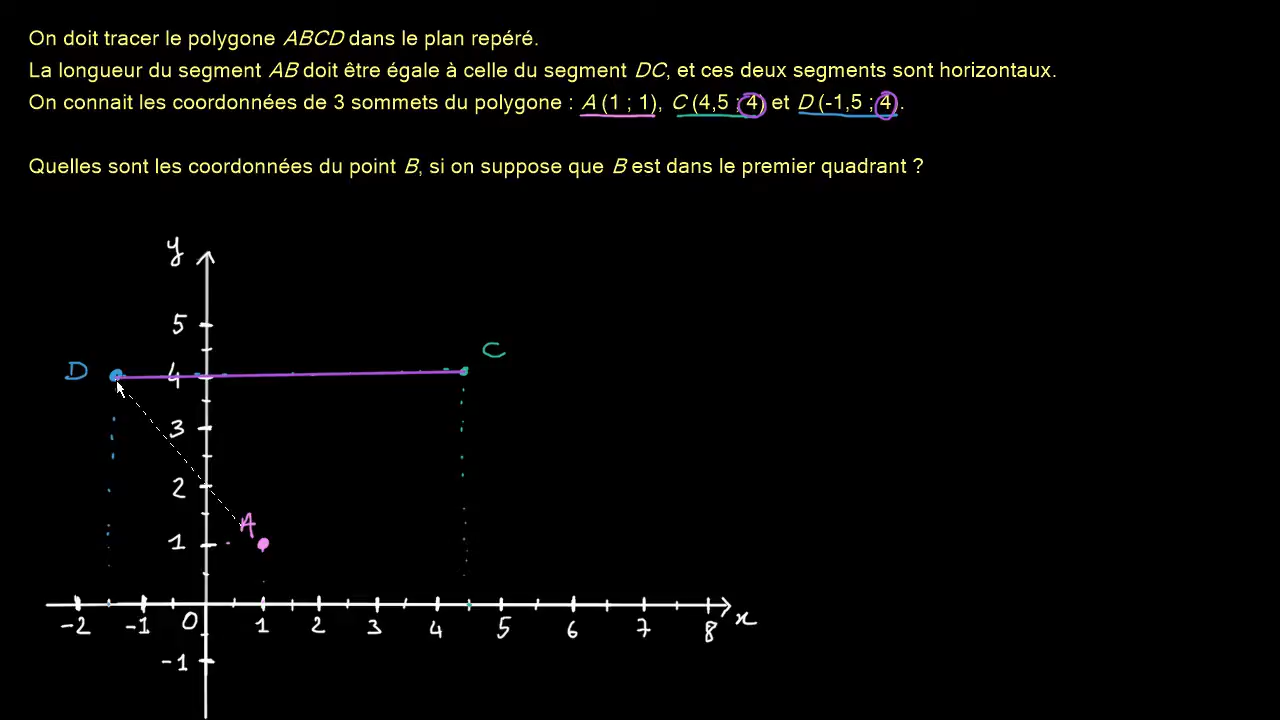 On doit tracer le polygone ABCD dans le plan repéré.
La longueur du segment AB doit être égale à celle du segment DC, et ces deux segments sont horizontaux.
On connait les coordonnées de 3 sommets du polygone : A (1 ; 1), C (4,5 ; 4) et D (-1,5 ; 4).
Quelles sont les coordonnées du point B, si on suppose que B est dans le premier quadrant ?
y
5
C
D
4
3
2
A
1
-2 -1 0 1 2 3 4 5 6 7 8 x
-1